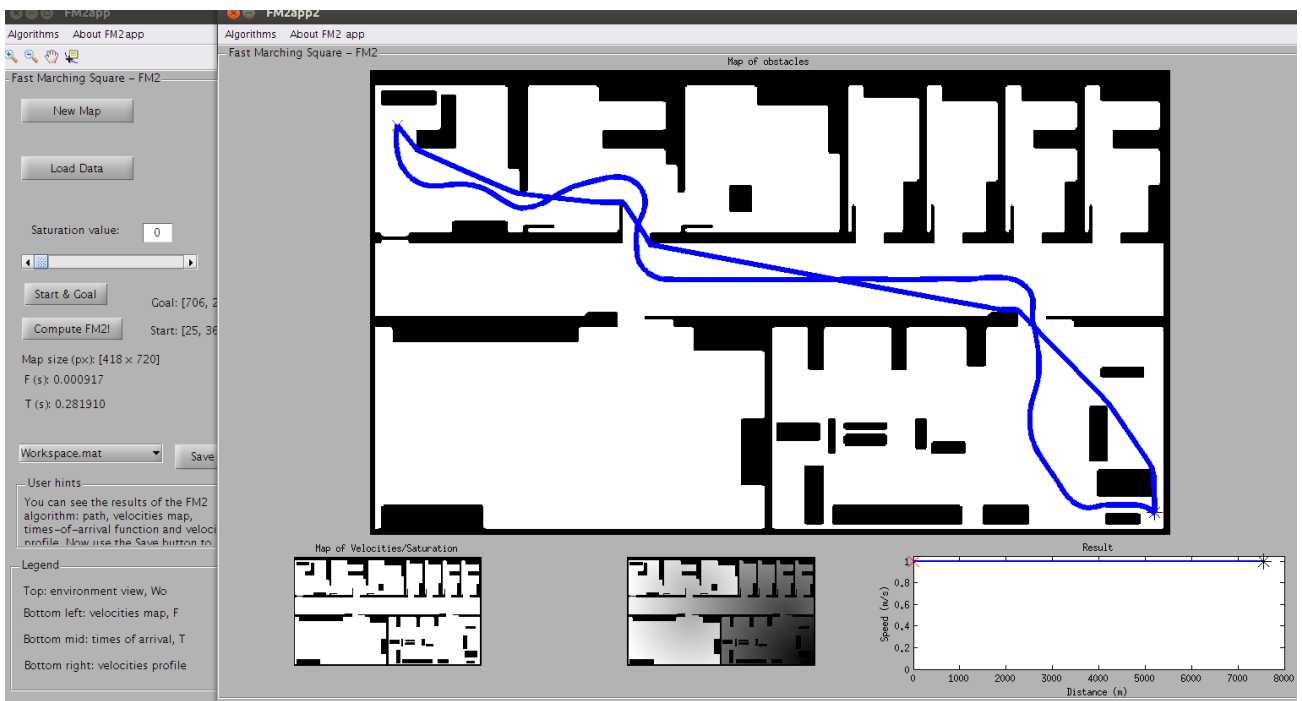 FM2app
Algorithms About FM2app
Fast Marching Square – FM2
New Map
Load Data
Saturation value: 0
Start & Goal
Goal: [706, 2
Compute FM2!
Start: [25, 36
Map size (px): [418 x 720]
F (s): 0.000917
T (s): 0.281910
Workspace.mat
Save
User hints
You can see the results of the FM2
algorithm: path, velocities map,
times-of-arrival function and veloci
profile. Now use the Save button to
Legend
Top: environment view, Wo
Bottom left: velocities map, F
Bottom mid: times of arrival, T
Bottom right: velocities profile
FM2app2
Algorithms About FM2 app
Fast Marching Square – FM2
Map of obstacles
Map of Velocities/Saturation
Result
1
0.8
0.6
0.4
0.2
0
Speed (m/s)
0 1000 2000 3000 4000 5000 6000 7000 8000
Distance (m)